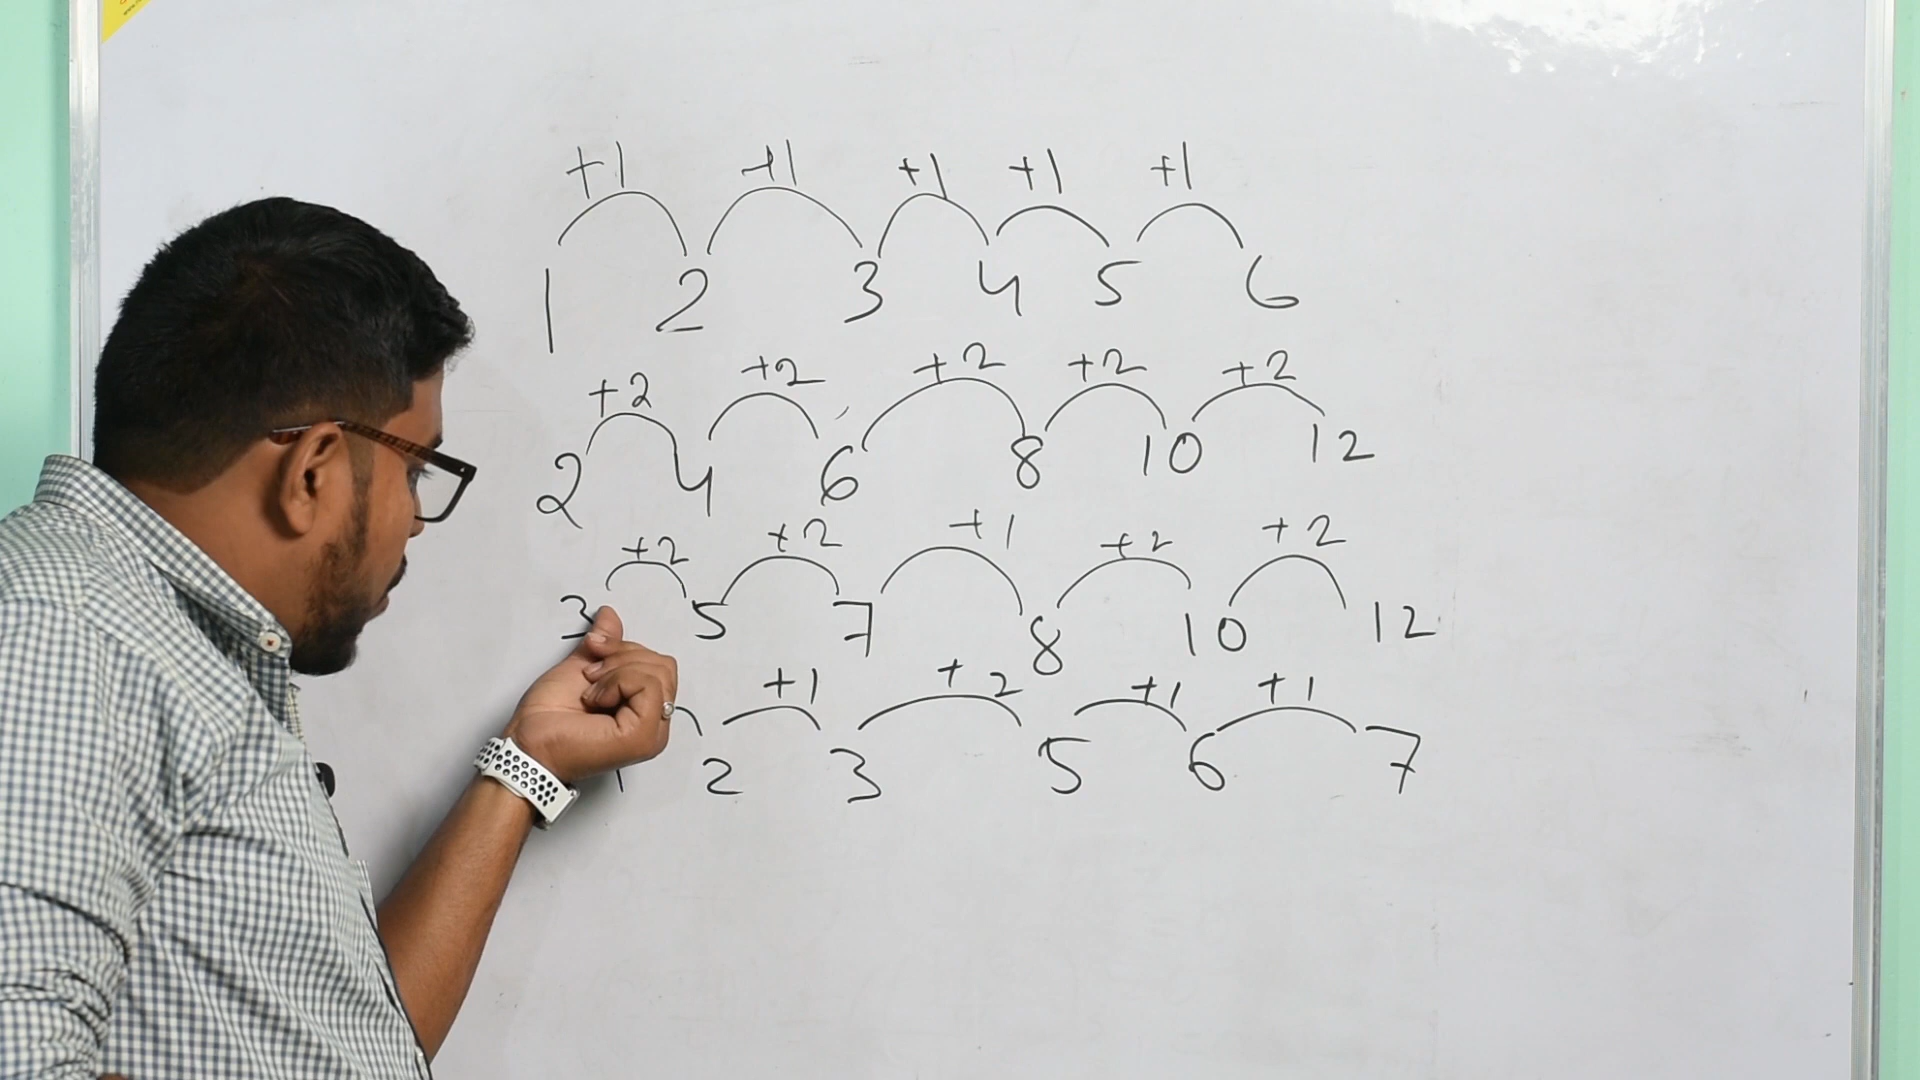 +1 +1 +1 +1 +1
1 2 3 4 5 6
+2 +2 +2 +2 +2
2 4 6 8 10 12
+2 +2 +1 +2 +2
3 5 7 8 10 12
+1 +2 +1 +1
1 2 3 5 6 7